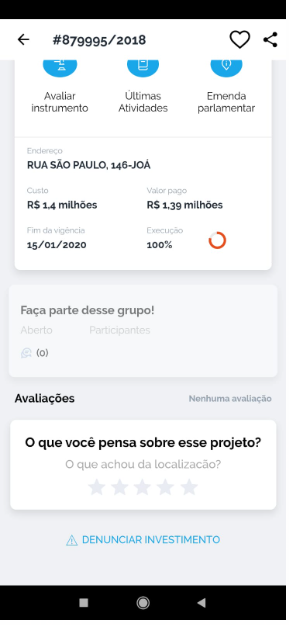 #879995/2018
Avaliar
instrumento
Últimas
Atividades
Emenda
parlamentar
Endereço
RUA SÃO PAULO, 146-JOÁ
Custo
R$ 1,4 milhões
Valor pago
R$ 1,39 milhões
Fim da vigência
15/01/2020
Execução
100%
Faça parte desse grupo!
Aberto
Participantes
(0)
Avaliações
Nenhuma avaliação
O que você pensa sobre esse projeto?
O que achou da localizacão?
DENUNCIAR INVESTIMENTO